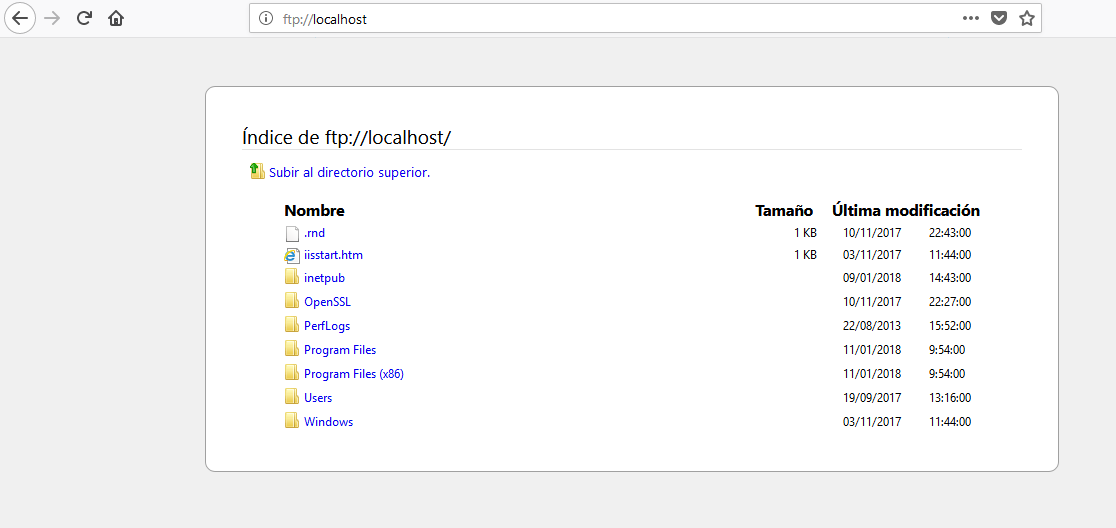 ftp://localhost
Índice de ftp://localhost/
Subir al directorio superior.
Nombre Tamaño Última modificación
.rnd 1 KB 10/11/2017 22:43:00
iisstart.htm 1 KB 03/11/2017 11:44:00
inetpub 09/01/2018 14:43:00
OpenSSL 10/11/2017 22:27:00
PerfLogs 22/08/2013 15:52:00
Program Files 11/01/2018 9:54:00
Program Files (x86) 11/01/2018 9:54:00
Users 19/09/2017 13:16:00
Windows 03/11/2017 11:44:00